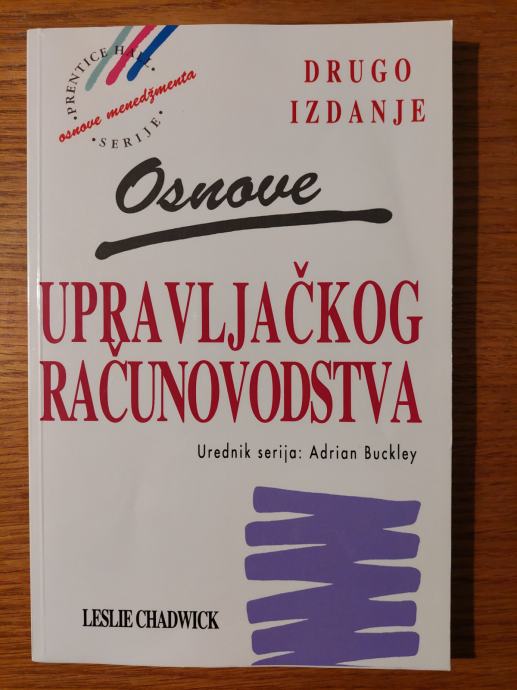 • PRENTICE HALL •
osnove menedžmenta
• SERIJE •
DRUGO
IZDANJE
Osnove
UPRAVLJAČKOG
RAČUNOVODSTVA
Urednik serija: Adrian Buckley
LESLIE CHADWICK